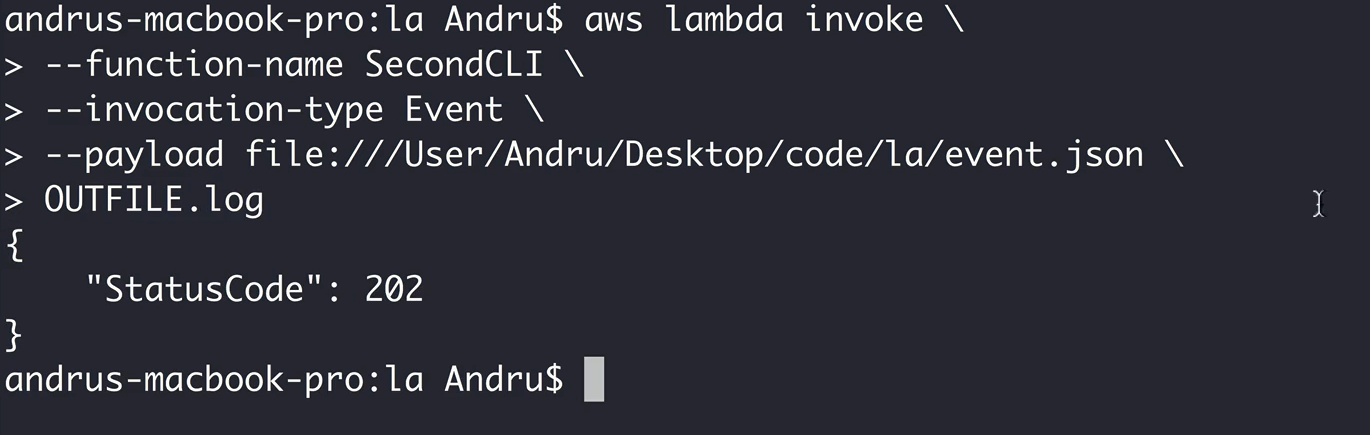 andrus-macbook-pro:la Andru$ aws lambda invoke \
> --function-name SecondCLI \
> --invocation-type Event \
> --payload file:///User/Andru/Desktop/code/la/event.json \
> OUTFILE.log
{
    "StatusCode": 202
}
andrus-macbook-pro:la Andru$